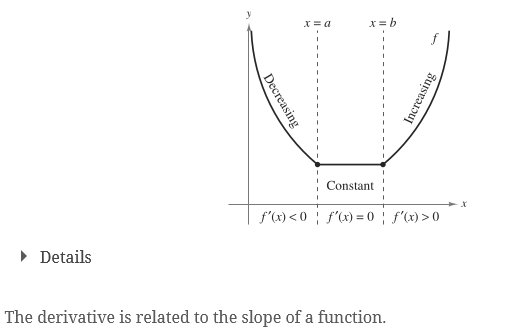 y
x = a
x = b
f
Decreasing
Increasing
Constant
x
f′(x) < 0
f′(x) = 0
f′(x) > 0
Details
The derivative is related to the slope of a function.